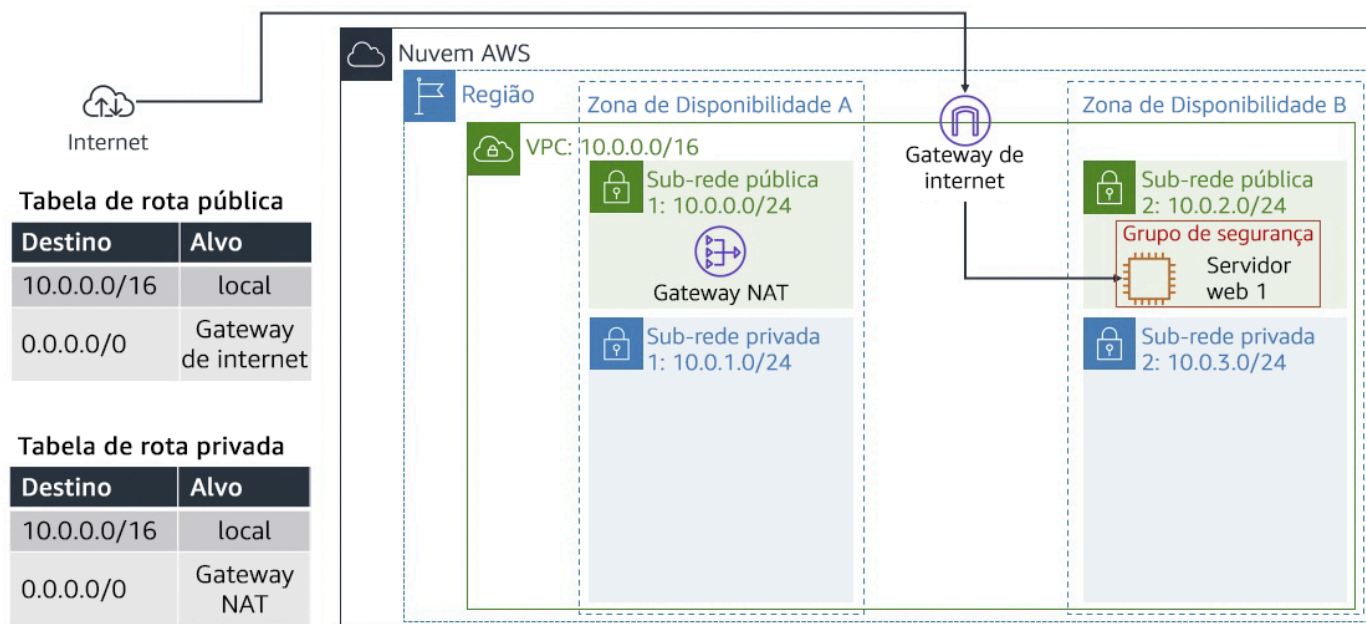 Nuvem AWS
Região
Zona de Disponibilidade A
Zona de Disponibilidade B
Internet
VPC: 10.0.0.0/16
Gateway de
internet
Sub-rede pública
1: 10.0.0.0/24
Gateway NAT
Sub-rede pública
2: 10.0.2.0/24
Grupo de segurança
Servidor
web 1
Sub-rede privada
1: 10.0.1.0/24
Sub-rede privada
2: 10.0.3.0/24
Tabela de rota pública
Destino Alvo
10.0.0.0/16 local
0.0.0.0/0 Gateway
de internet
Tabela de rota privada
Destino Alvo
10.0.0.0/16 local
0.0.0.0/0 Gateway
NAT